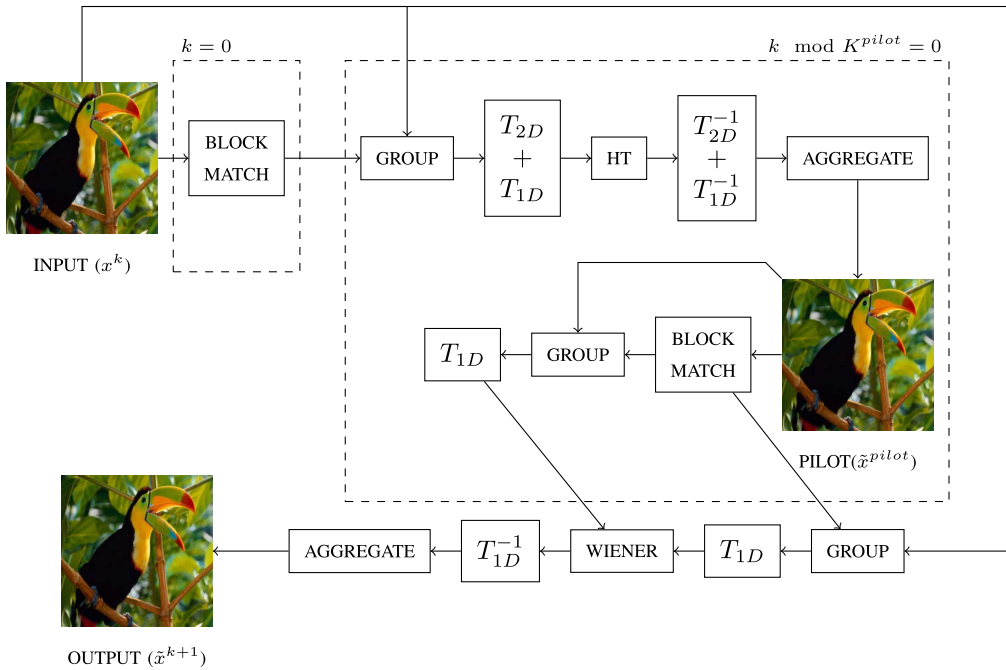 k = 0
k mod K^{pilot} = 0
BLOCK
MATCH
GROUP
T_{2D}
+
T_{1D}
HT
T_{2D}^{-1}
+
T_{1D}^{-1}
AGGREGATE
INPUT (x^k)
T_{1D}
GROUP
BLOCK
MATCH
PILOT(x̃^{pilot})
AGGREGATE
T_{1D}^{-1}
WIENER
T_{1D}
GROUP
OUTPUT (x̃^{k+1})